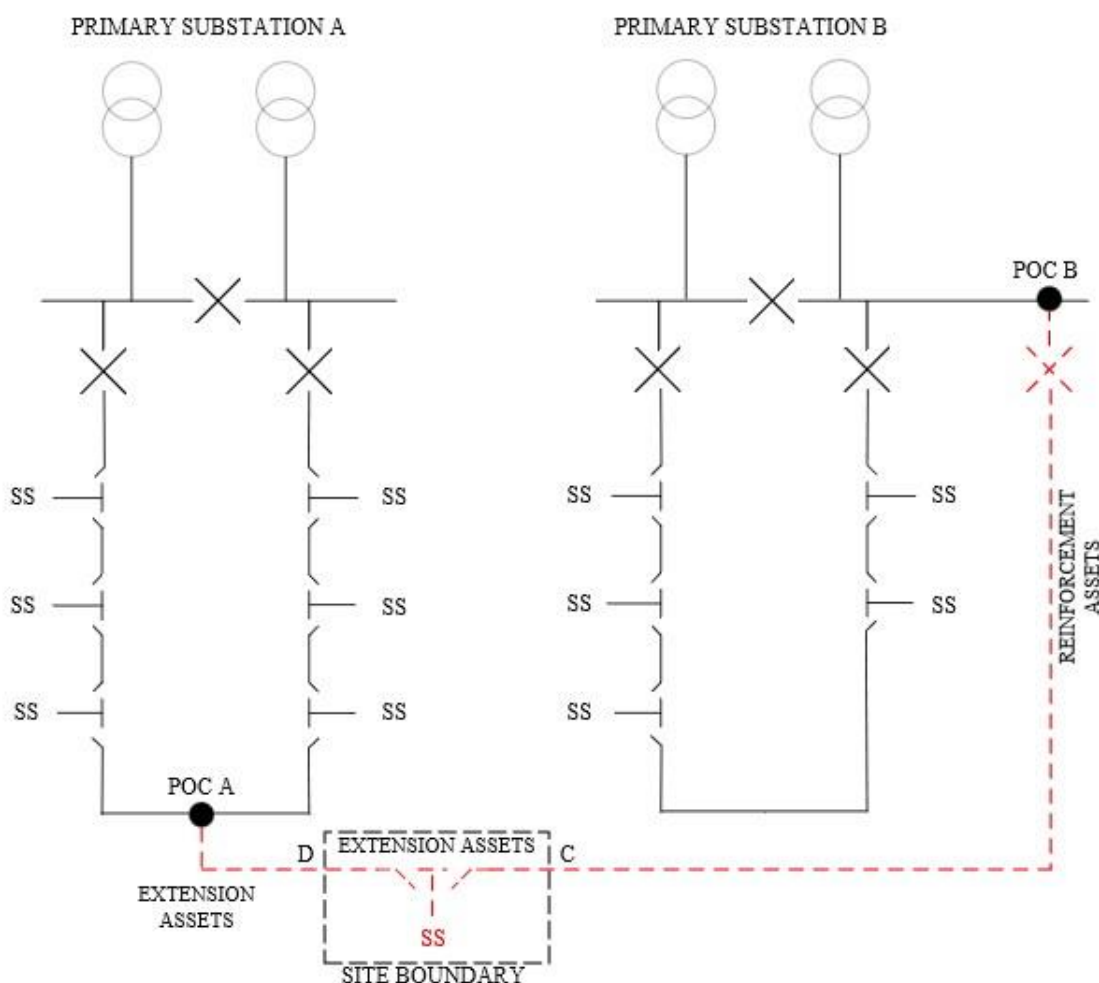 PRIMARY SUBSTATION A
PRIMARY SUBSTATION B
POC B
SS
SS
SS
SS
SS
SS
SS
SS
SS
SS
SS
REINFORCEMENT
ASSETS
POC A
D
EXTENSION ASSETS
C
EXTENSION
ASSETS
SS
SITE BOUNDARY